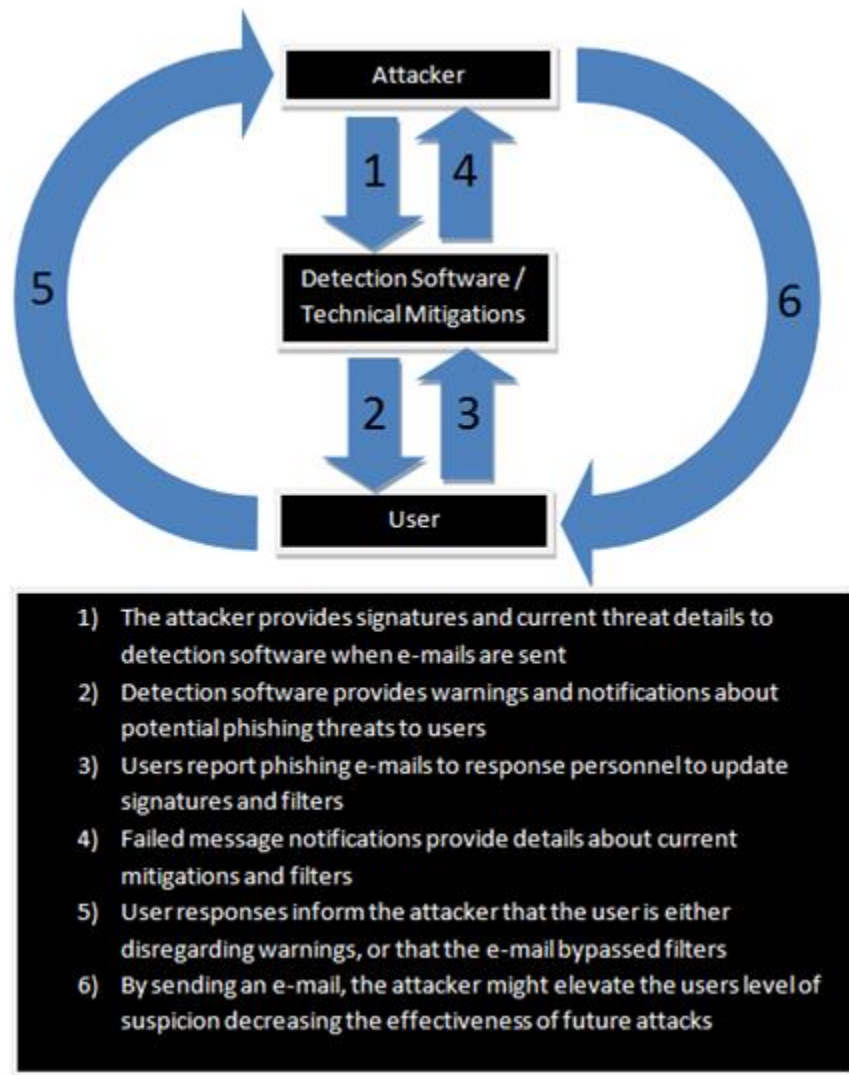 Attacker
1
4
Detection Software /
Technical Mitigations
5
6
2
3
User
1) The attacker provides signatures and current threat details to
detection software when e-mails are sent
2) Detection software provides warnings and notifications about
potential phishing threats to users
3) Users report phishing e-mails to response personnel to update
signatures and filters
4) Failed message notifications provide details about current
mitigations and filters
5) User responses inform the attacker that the user is either
disregarding warnings, or that the e-mail bypassed filters
6) By sending an e-mail, the attacker might elevate the users level of
suspicion decreasing the effectiveness of future attacks